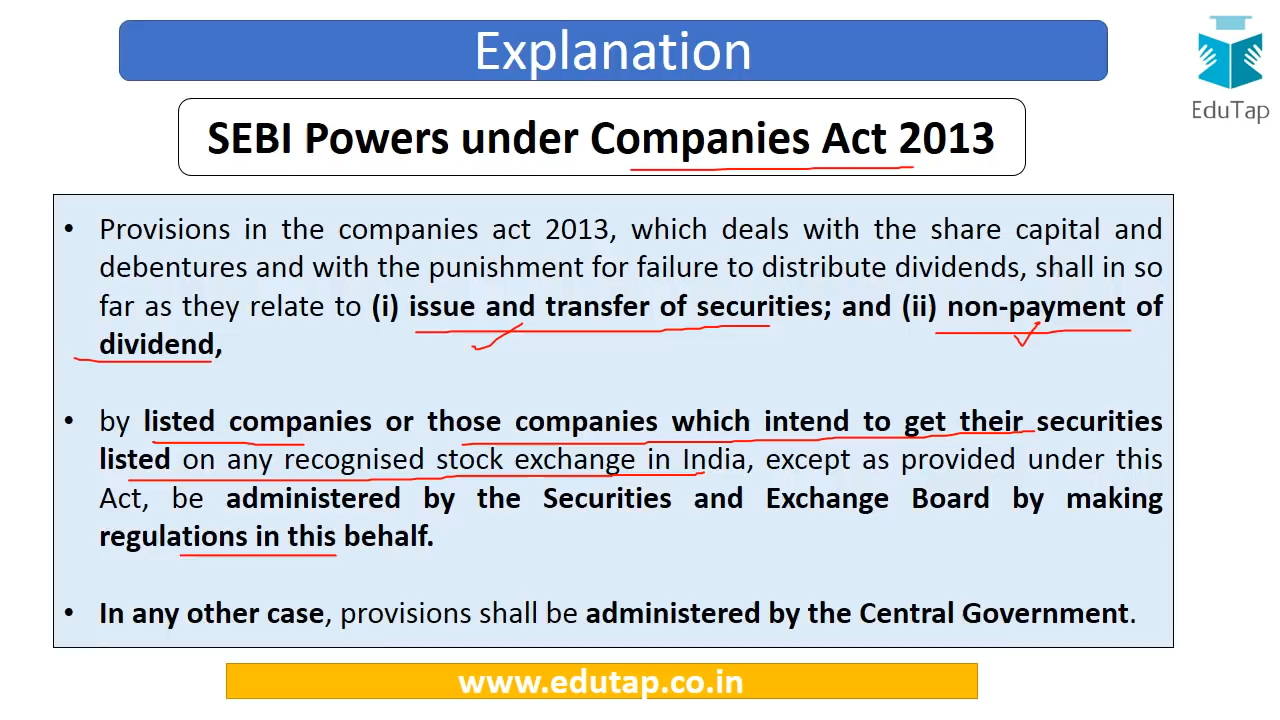 Explanation
EduTap
SEBI Powers under Companies Act 2013
• Provisions in the companies act 2013, which deals with the share capital and
debentures and with the punishment for failure to distribute dividends, shall in so
far as they relate to (i) issue and transfer of securities; and (ii) non-payment of
dividend,
• by listed companies or those companies which intend to get their securities
listed on any recognised stock exchange in India, except as provided under this
Act, be administered by the Securities and Exchange Board by making
regulations in this behalf.
• In any other case, provisions shall be administered by the Central Government.
www.edutap.co.in